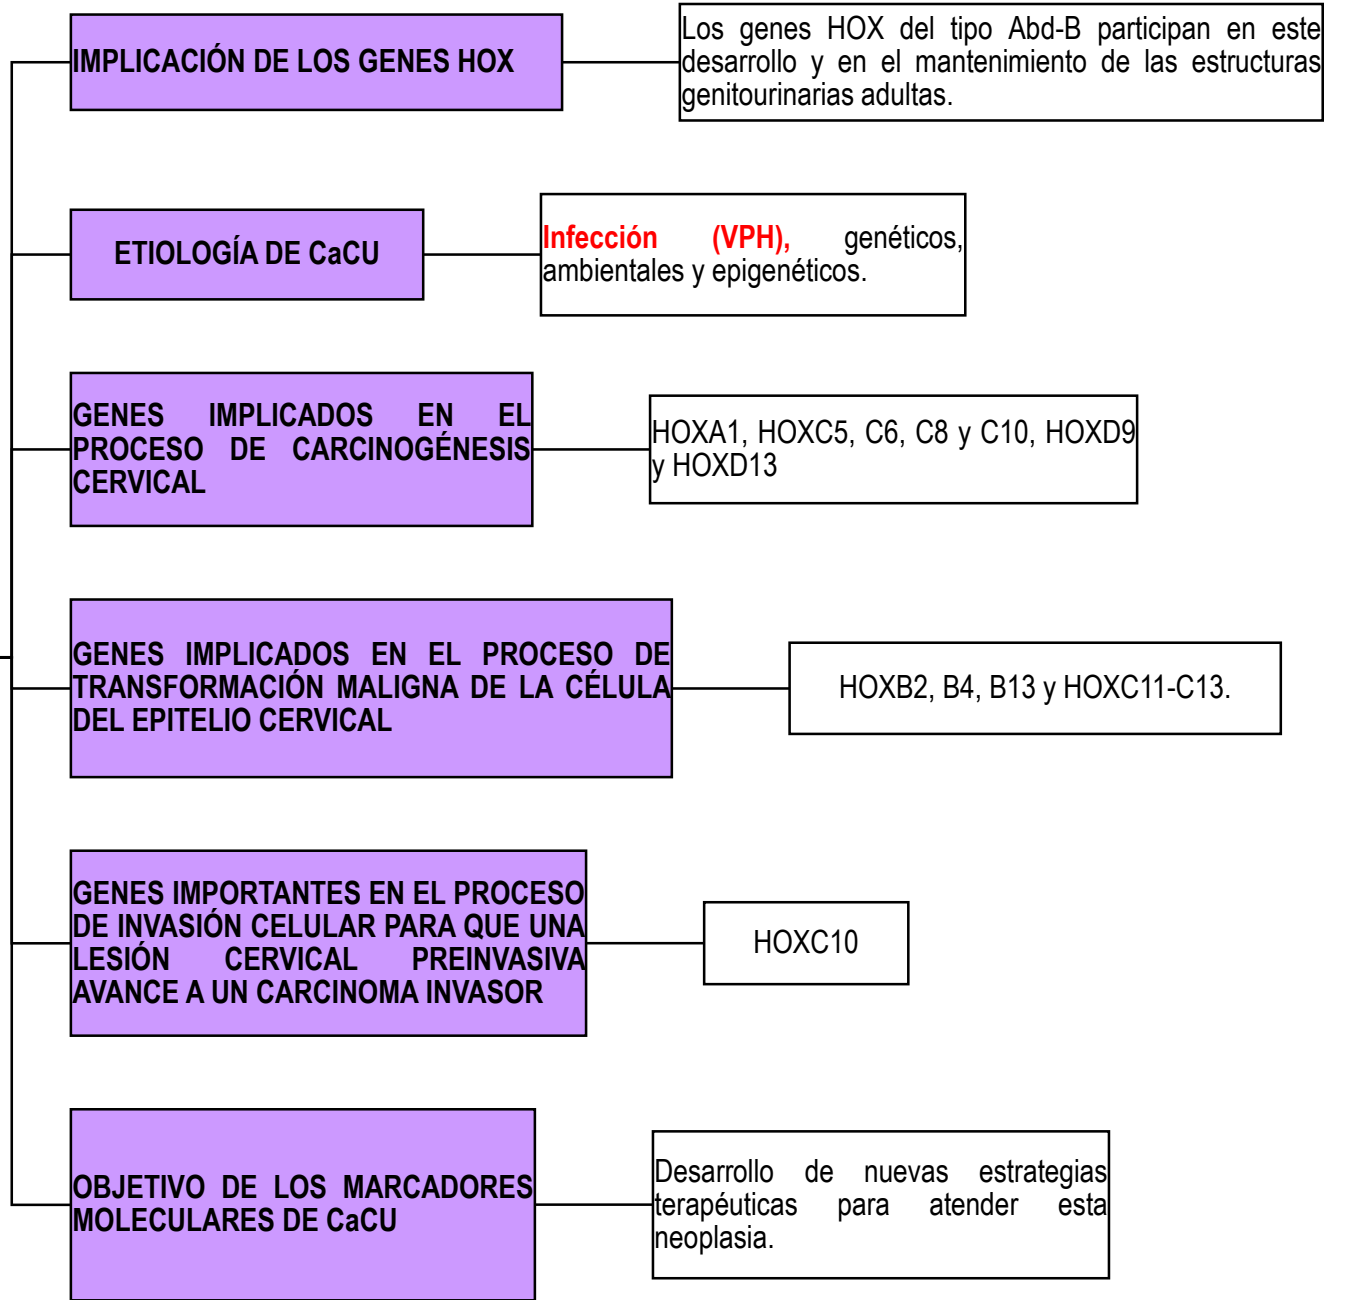 IMPLICACIÓN DE LOS GENES HOX
Los genes HOX del tipo Abd-B participan en este
desarrollo y en el mantenimiento de las estructuras
genitourinarias adultas.
ETIOLOGÍA DE CaCU
Infección (VPH), genéticos,
ambientales y epigenéticos.
GENES IMPLICADOS EN EL
PROCESO DE CARCINOGÉNESIS
CERVICAL
HOXA1, HOXC5, C6, C8 y C10, HOXD9
y HOXD13
GENES IMPLICADOS EN EL PROCESO DE
TRANSFORMACIÓN MALIGNA DE LA CÉLULA
DEL EPITELIO CERVICAL
HOXB2, B4, B13 y HOXC11-C13.
GENES IMPORTANTES EN EL PROCESO
DE INVASIÓN CELULAR PARA QUE UNA
LESIÓN CERVICAL PREINVASIVA
AVANCE A UN CARCINOMA INVASOR
HOXC10
OBJETIVO DE LOS MARCADORES
MOLECULARES DE CaCU
Desarrollo de nuevas estrategias
terapéuticas para atender esta
neoplasia.